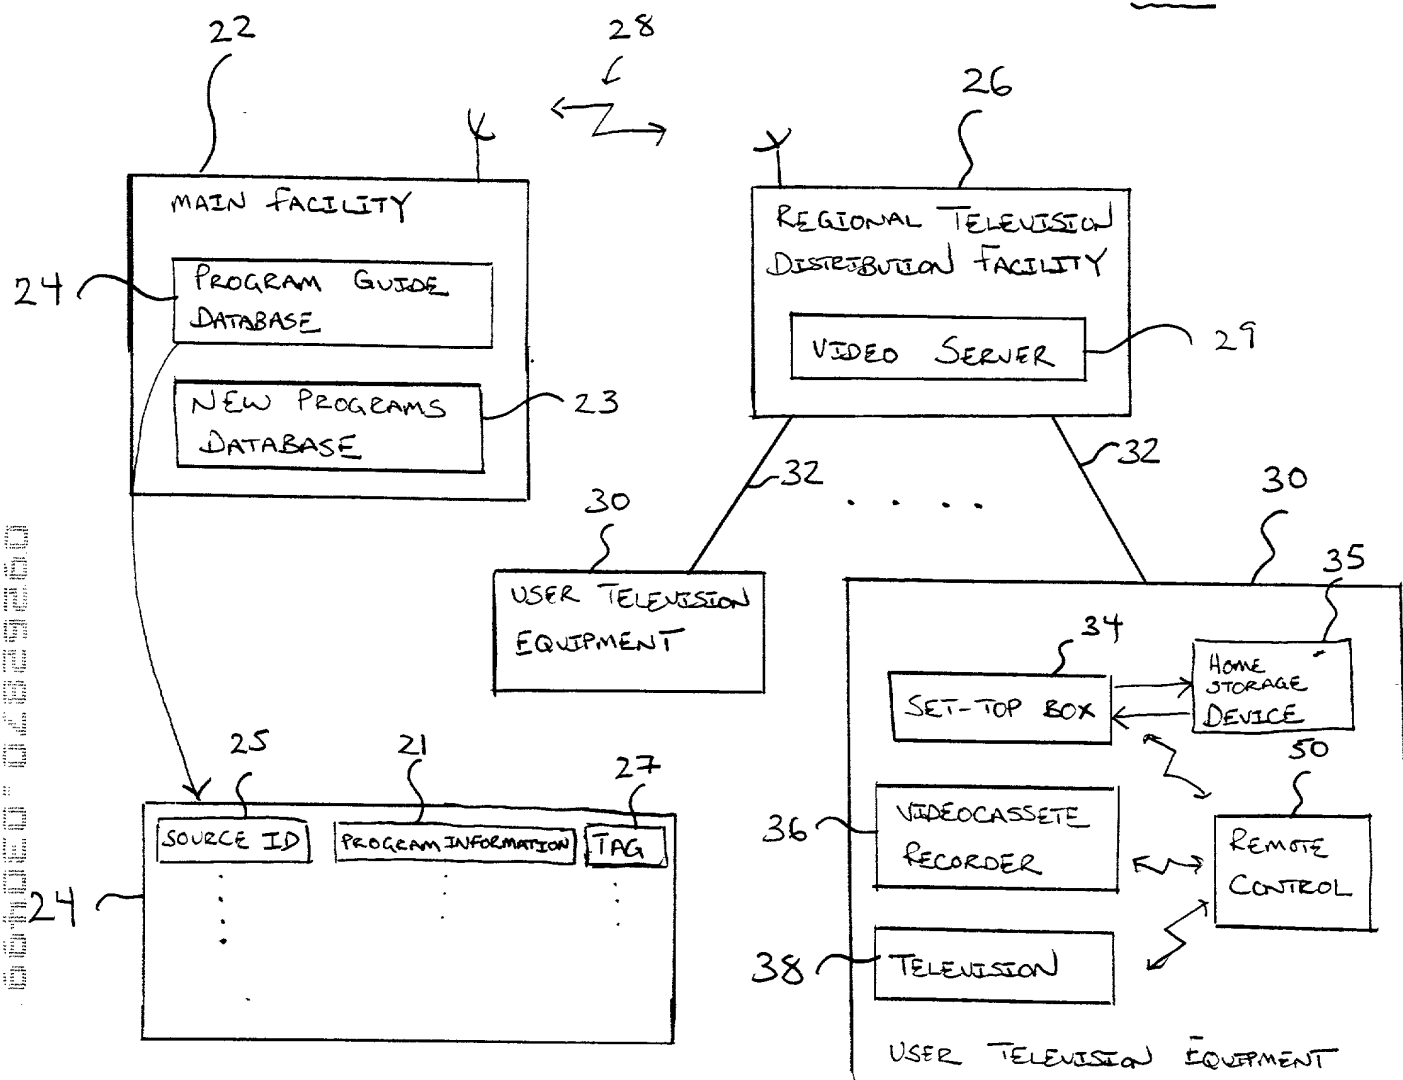 22
28
26
MAIN FACILITY
24
PROGRAM GUIDE
DATABASE
NEW PROGRAMS
DATABASE
23
REGIONAL TELEVISION
DISTRIBUTION FACILITY
VIDEO SERVER
29
32
32
30
USER TELEVISION
EQUIPMENT
30
35
34
SET-TOP BOX
HOME
STORAGE
DEVICE
50
36
VIDEOCASSETE
RECORDER
REMOTE
CONTROL
38
TELEVISION
USER TELEVISION EQUIPMENT
25
21
27
SOURCE ID
PROGRAM INFORMATION
TAG
24